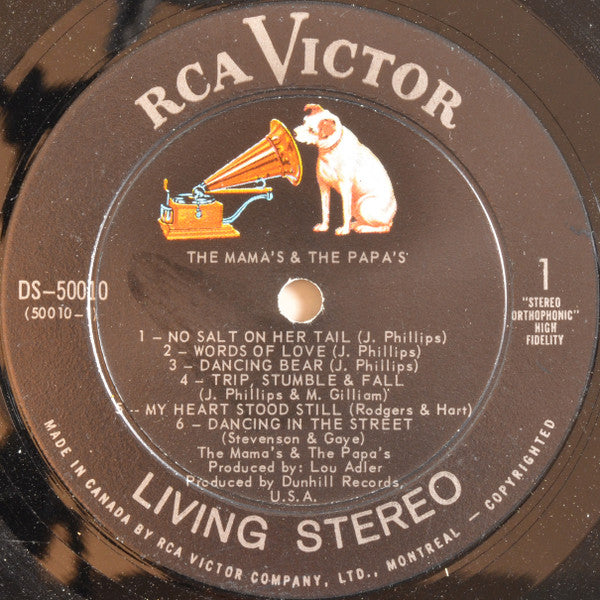 RCA VICTOR
THE MAMA'S & THE PAPA'S
DS-50010
(50010-
1
"STEREO
ORTHOPHONIC"
HIGH
FIDELITY
1 - NO SALT ON HER TAIL (J. Phillips)
2 - WORDS OF LOVE (J. Phillips)
3 - DANCING BEAR (J. Phillips)
4 - TRIP, STUMBLE & FALL
(J. Phillips & M. Gilliam)
5 - MY HEART STOOD STILL (Rodgers & Hart)
6 - DANCING IN THE STREET
(Stevenson & Gaye)
The Mama's & The Papa's
Produced by: Lou Adler
Produced by Dunhill Records,
U.S.A.
LIVING STEREO
MADE IN CANADA BY RCA VICTOR COMPANY, LTD., MONTREAL - COPYRIGHTED